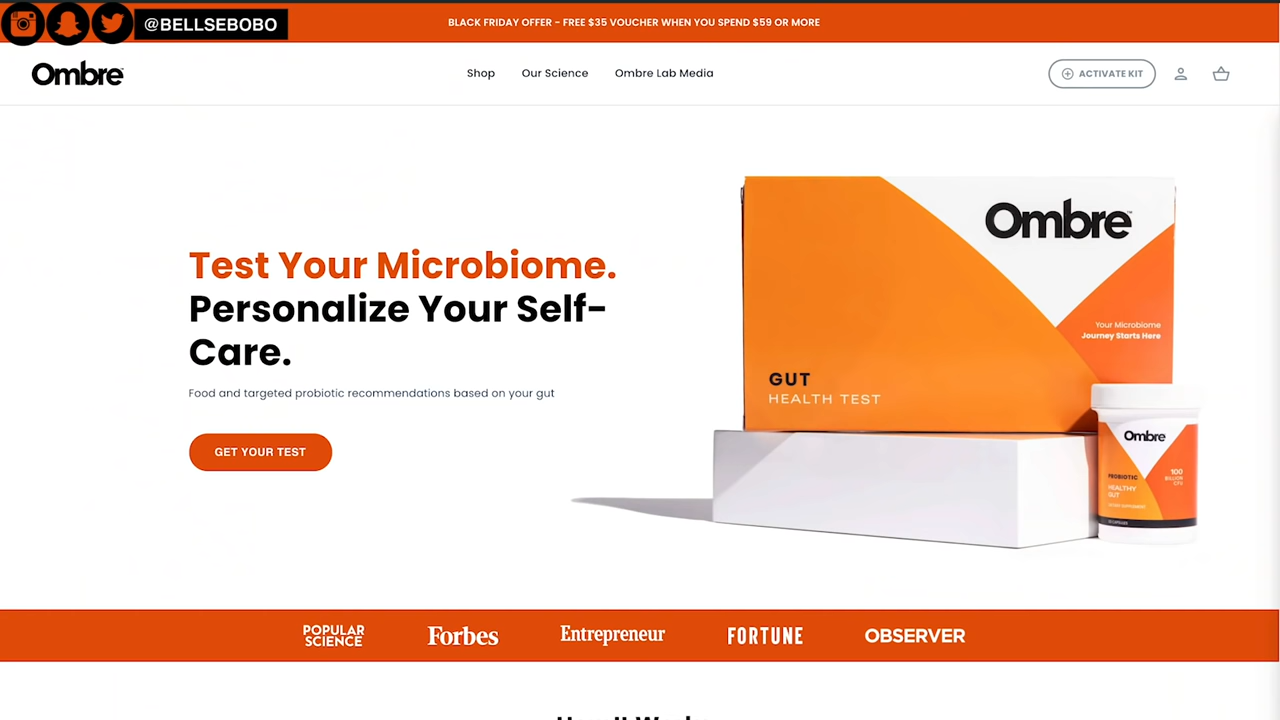 @BELLSEBOBO
BLACK FRIDAY OFFER - FREE $35 VOUCHER WHEN YOU SPEND $59 OR MORE
Ombre
Shop
Our Science
Ombre Lab Media
ACTIVATE KIT
Test Your Microbiome.
Personalize Your Self-
Care.
Food and targeted probiotic recommendations based on your gut
GET YOUR TEST
Ombre
Your Microbiome
Journey Starts Here
GUT
HEALTH TEST
Ombre
PROBIOTIC
100
BILLION
CFU
HEALTHY
GUT
POPULAR
SCIENCE
Forbes
Entrepreneur
FORTUNE
OBSERVER